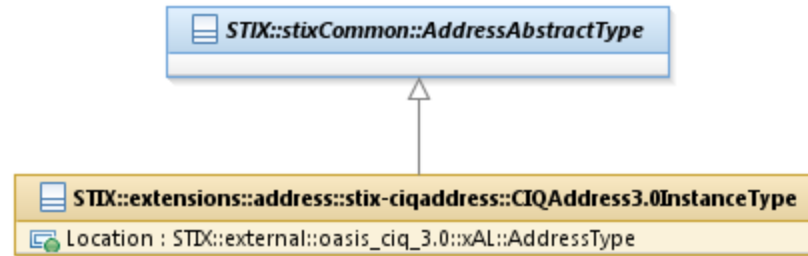 STIX::stixCommon::AddressAbstractType
STIX::extensions::address::stix-ciqaddress::CIQAddress3.0InstanceType
Location : STIX::external::oasis_ciq_3.0::xAL::AddressType